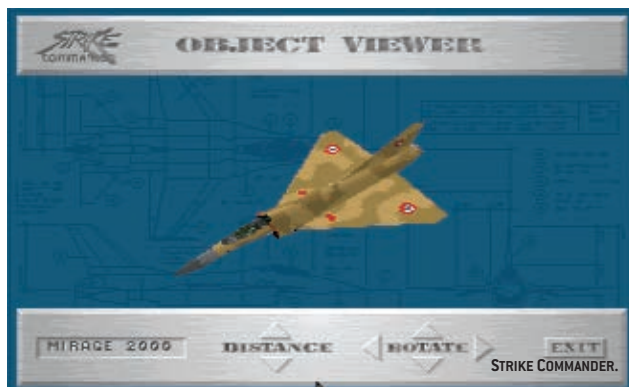 STRIKE
COMMANDER
OBJECT VIEWER
MIRAGE 2000
DISTANCE
ROTATE
EXIT
STRIKE COMMANDER.